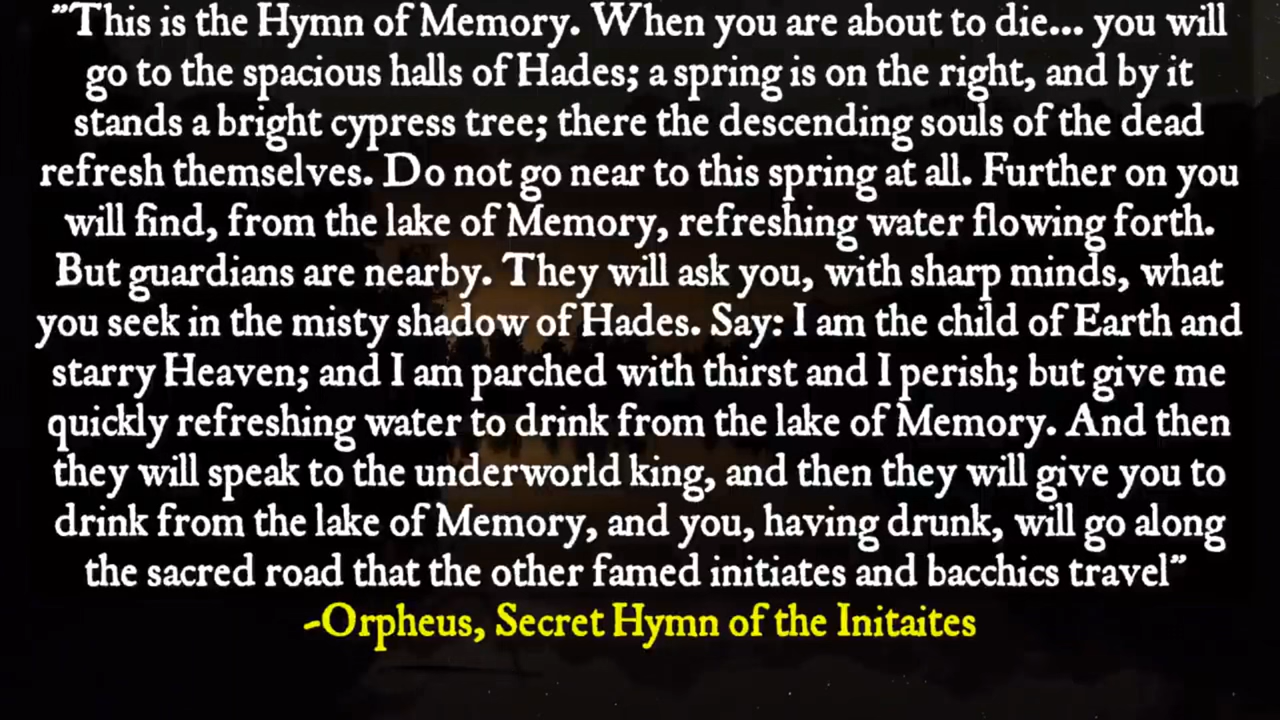 "This is the Hymn of Memory. When you are about to die... you will
go to the spacious halls of Hades; a spring is on the right, and by it
stands a bright cypress tree; there the descending souls of the dead
refresh themselves. Do not go near to this spring at all. Further on you
will find, from the lake of Memory, refreshing water flowing forth.
But guardians are nearby. They will ask you, with sharp minds, what
you seek in the misty shadow of Hades. Say: I am the child of Earth and
starry Heaven; and I am parched with thirst and I perish; but give me
quickly refreshing water to drink from the lake of Memory. And then
they will speak to the underworld king, and then they will give you to
drink from the lake of Memory, and you, having drunk, will go along
the sacred road that the other famed initiates and bacchics travel"
-Orpheus, Secret Hymn of the Initaites